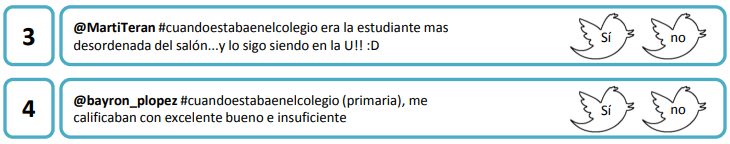 3
@MartiTeran #cuandoestabaenelcolegio era la estudiante mas
desordenada del salón...y lo sigo siendo en la U!! :D
Sí
no
4
@bayron_plopez #cuandoestabaenelcolegio (primaria), me
calificaban con excelente bueno e insuficiente
Sí
no